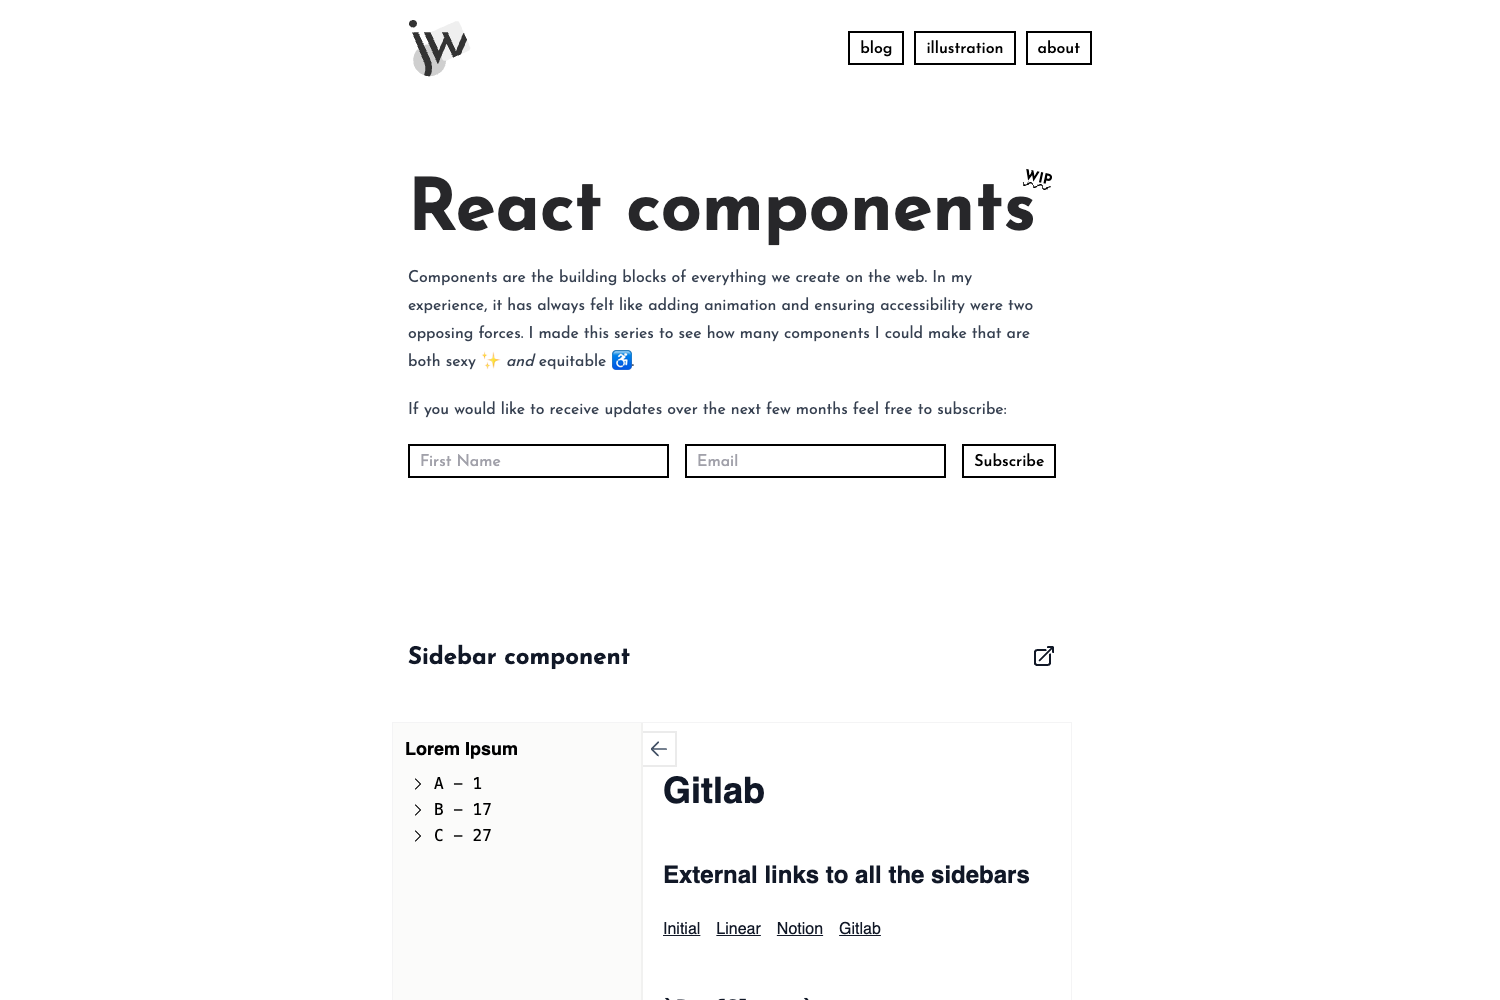 jw
blog
illustration
about
WIP
React components
Components are the building blocks of everything we create on the web. In my
experience, it has always felt like adding animation and ensuring accessibility were two
opposing forces. I made this series to see how many components I could make that are
both sexy ✨ and equitable ♿.
If you would like to receive updates over the next few months feel free to subscribe:
First Name
Email
Subscribe
Sidebar component
Lorem Ipsum
A – 1
B – 17
C – 27
Gitlab
External links to all the sidebars
Initial Linear Notion Gitlab